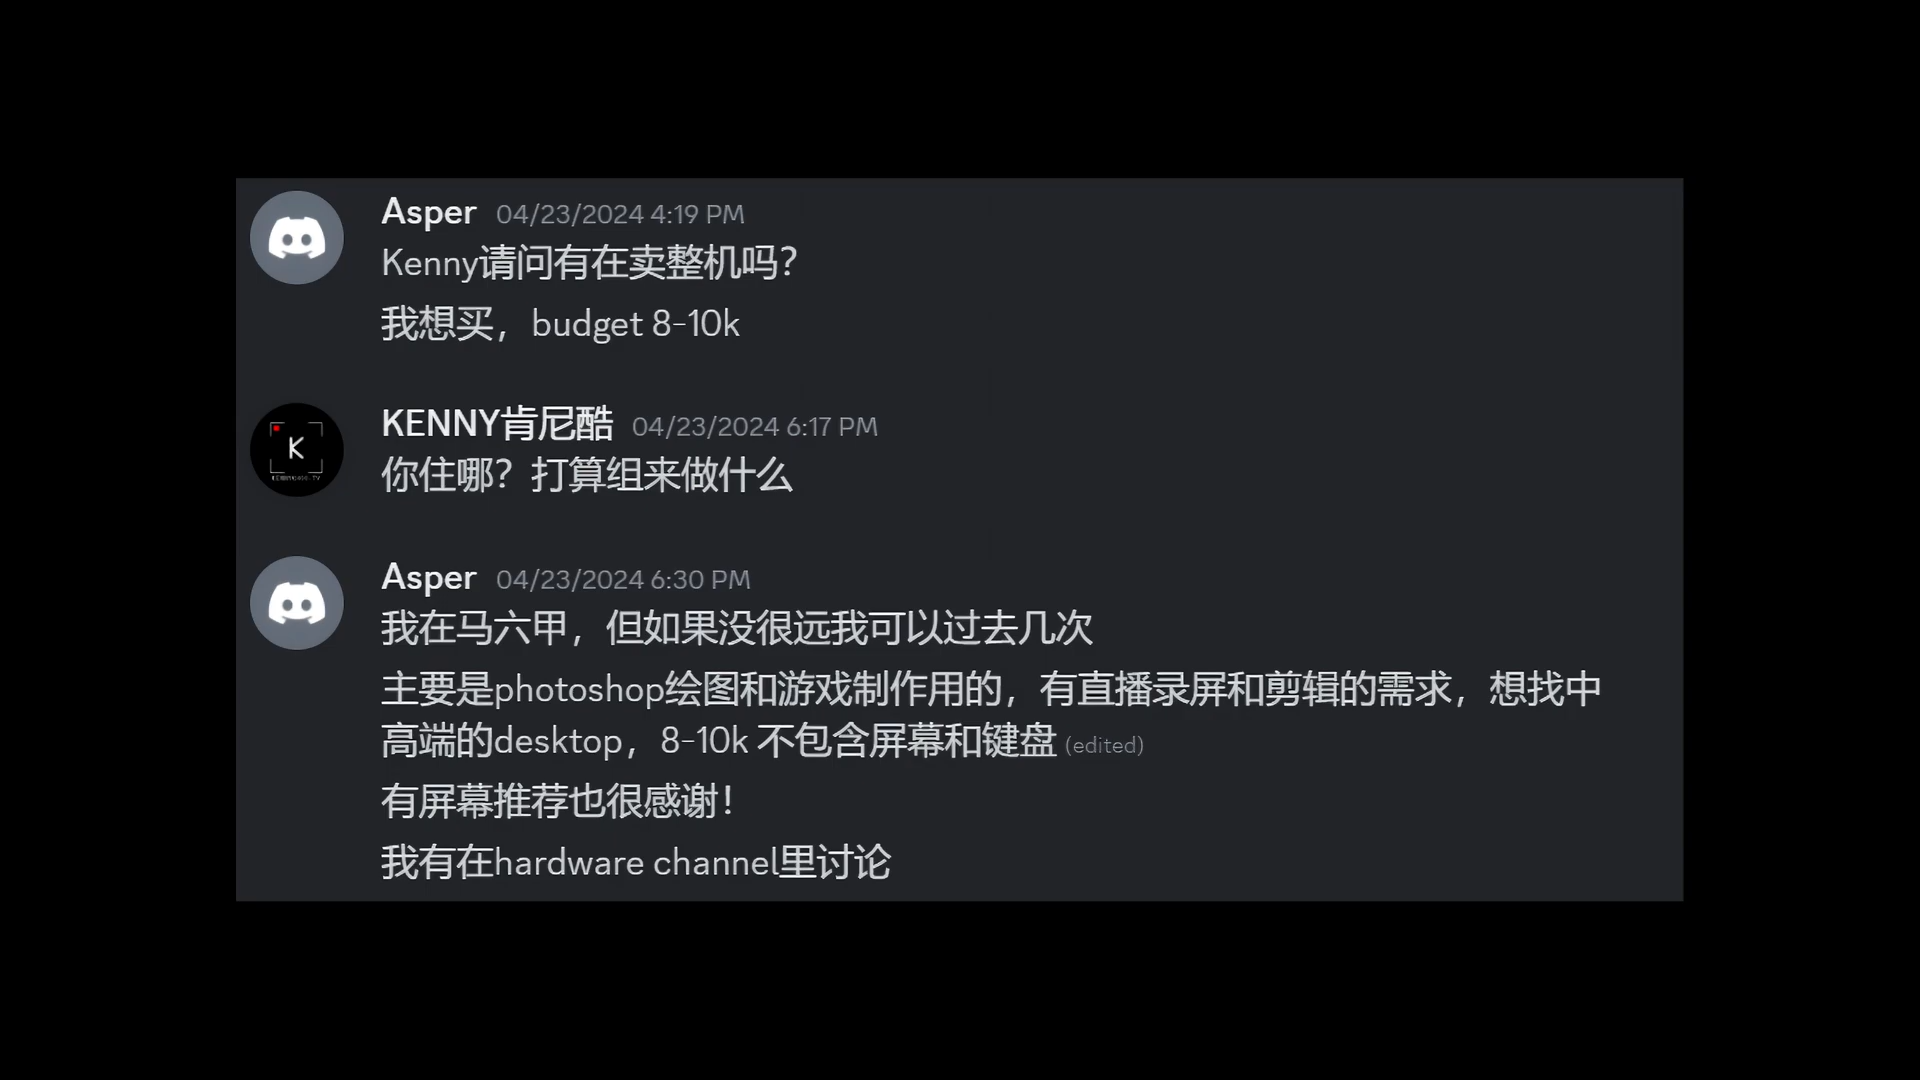 Asper 04/23/2024 4:19 PM
Kenny请问有在卖整机吗？
我想买，budget 8-10k
KENNY肯尼酷 04/23/2024 6:17 PM
K
你住哪？打算组来做什么
Asper 04/23/2024 6:30 PM
我在马六甲，但如果没很远我可以过去几次
主要是photoshop绘图和游戏制作用的，有直播录屏和剪辑的需求，想找中
高端的desktop，8-10k 不包含屏幕和键盘 (edited)
有屏幕推荐也很感谢！
我有在hardware channel里讨论